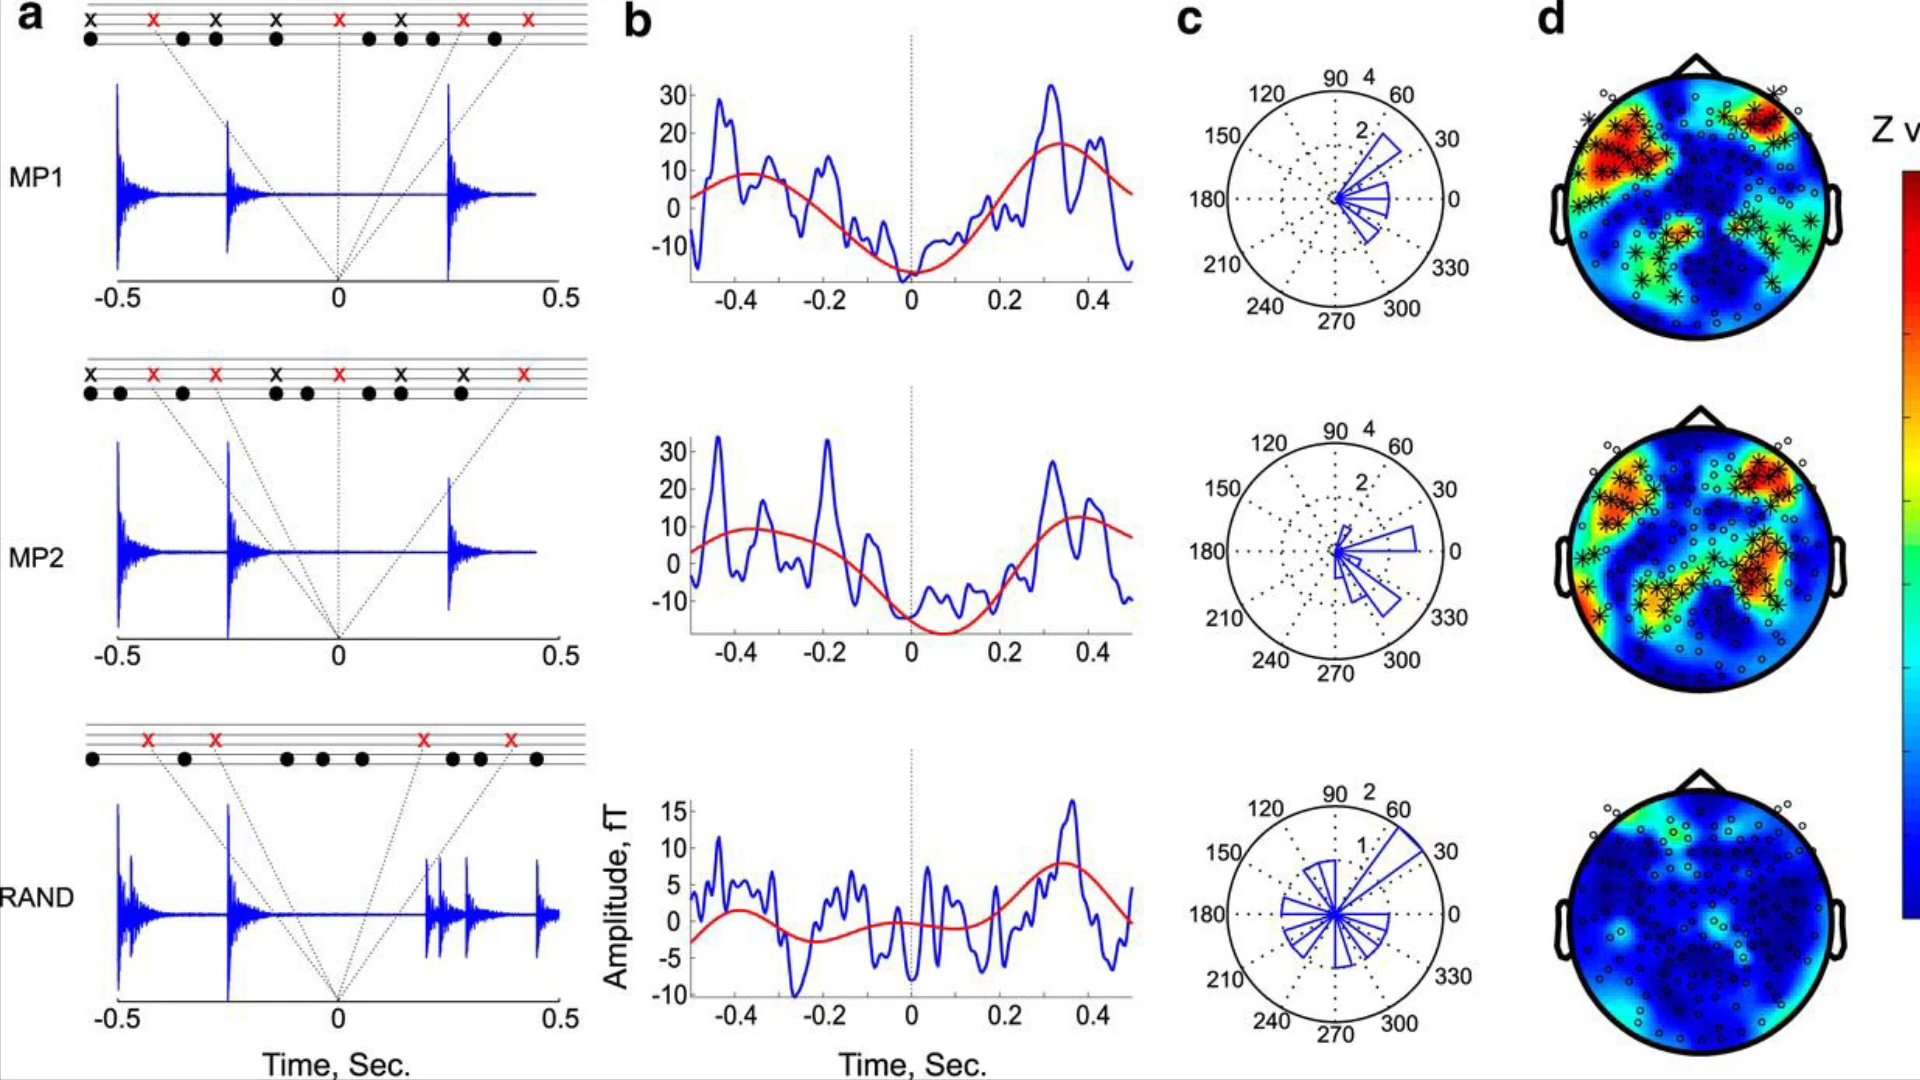 a
b
c
d
X X X X X X X X
MP1
-0.5 0 0.5
30
20
10
0
-10
-0.4 -0.2 0 0.2 0.4
90 4
120 60
150 2 30
180 0
210 330
240 300
270
Z v
X X X X X X X X
MP2
-0.5 0 0.5
30
20
10
0
-10
-0.4 -0.2 0 0.2 0.4
90 4
120 60
150 2 30
180 0
210 330
240 300
270
X X X X
RAND
-0.5 0 0.5
Time, Sec.
Amplitude, fT
15
10
5
0
-5
-10
-0.4 -0.2 0 0.2 0.4
Time, Sec.
90 2
120 60
150 1 30
180 0
210 330
240 300
270